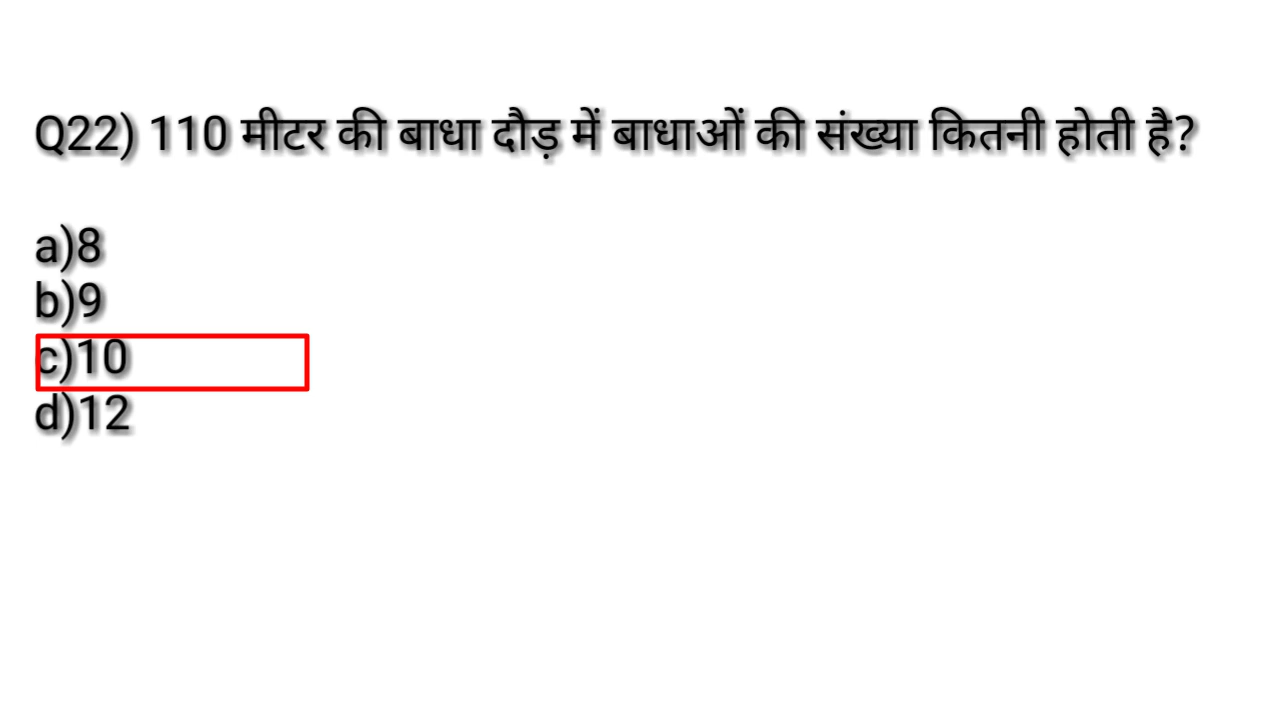 Q22) 110 मीटर की बाधा दौड़ में बाधाओं की संख्या कितनी होती है?
a)8
b)9
c)10
d)12